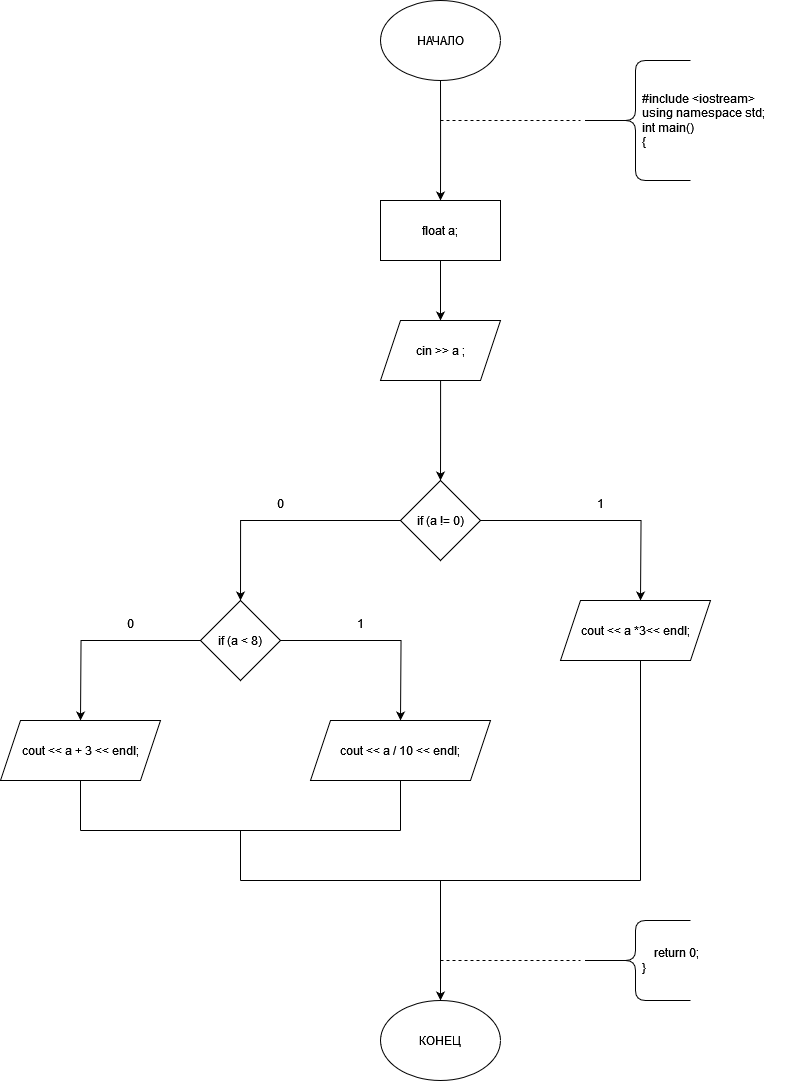 НАЧАЛО
#include <iostream>
using namespace std;
int main()
{
float a;
cin >> a ;
0
if (a != 0)
1
0
if (a < 8)
1
cout << a *3<< endl;
cout << a + 3 << endl;
cout << a / 10 << endl;
return 0;
}
КОНЕЦ